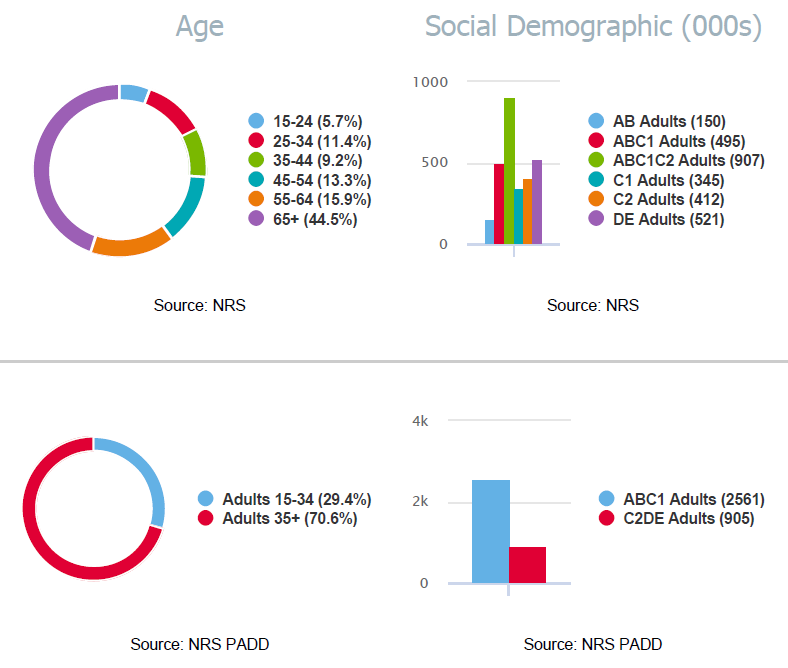 Age
Social Demographic (000s)
15-24 (5.7%)
25-34 (11.4%)
35-44 (9.2%)
45-54 (13.3%)
55-64 (15.9%)
65+ (44.5%)
1000
500
0
AB Adults (150)
ABC1 Adults (495)
ABC1C2 Adults (907)
C1 Adults (345)
C2 Adults (412)
DE Adults (521)
Source: NRS
Source: NRS
Adults 15-34 (29.4%)
Adults 35+ (70.6%)
4k
2k
0
ABC1 Adults (2561)
C2DE Adults (905)
Source: NRS PADD
Source: NRS PADD